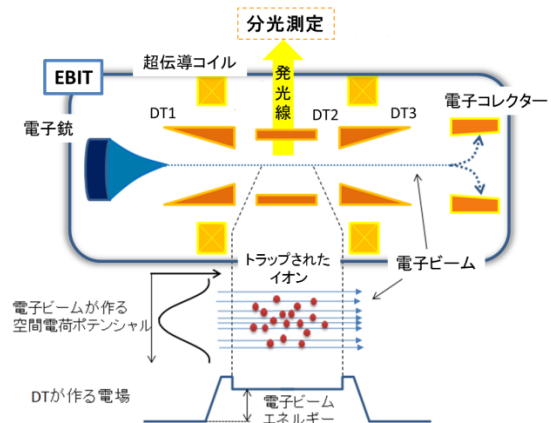 分光測定
超伝導コイル
EBIT
発光線
DT1
DT2
DT3
電子コレクター
電子銃
トラップされた
イオン
電子ビーム
電子ビームが作る
空間電荷ポテンシャル
DTが作る電場
電子ビーム
エネルギー